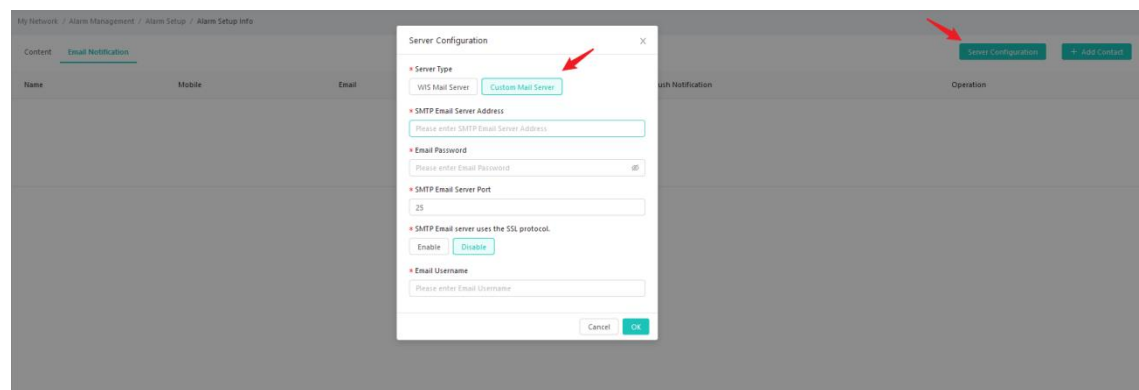 My Network / Alarm Management / Alarm Setup / Alarm Setup Info
Content Email Notification
Server Configuration + Add Contact
Name Mobile Email ush Notification Operation
Server Configuration X
* Server Type
WIS Mail Server Custom Mail Server
* SMTP Email Server Address
Please enter SMTP Email Server Address
* Email Password
Please enter Email Password
* SMTP Email Server Port
25
* SMTP Email server uses the SSL protocol.
Enable Disable
* Email Username
Please enter Email Username
Cancel OK